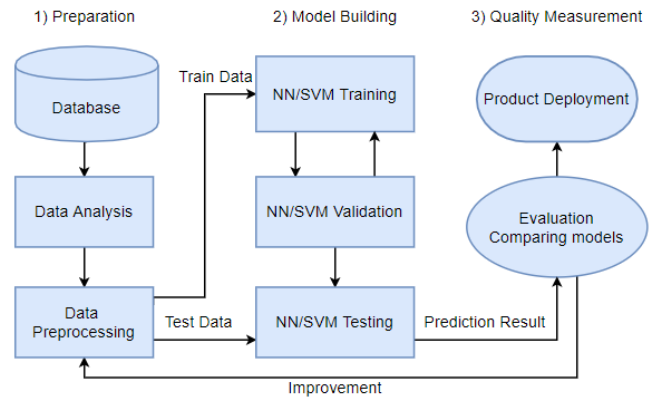 1) Preparation
2) Model Building
3) Quality Measurement
Database
Train Data
NN/SVM Training
Product Deployment
Data Analysis
NN/SVM Validation
Evaluation
Comparing models
Data
Preprocessing
Test Data
NN/SVM Testing
Prediction Result
Improvement